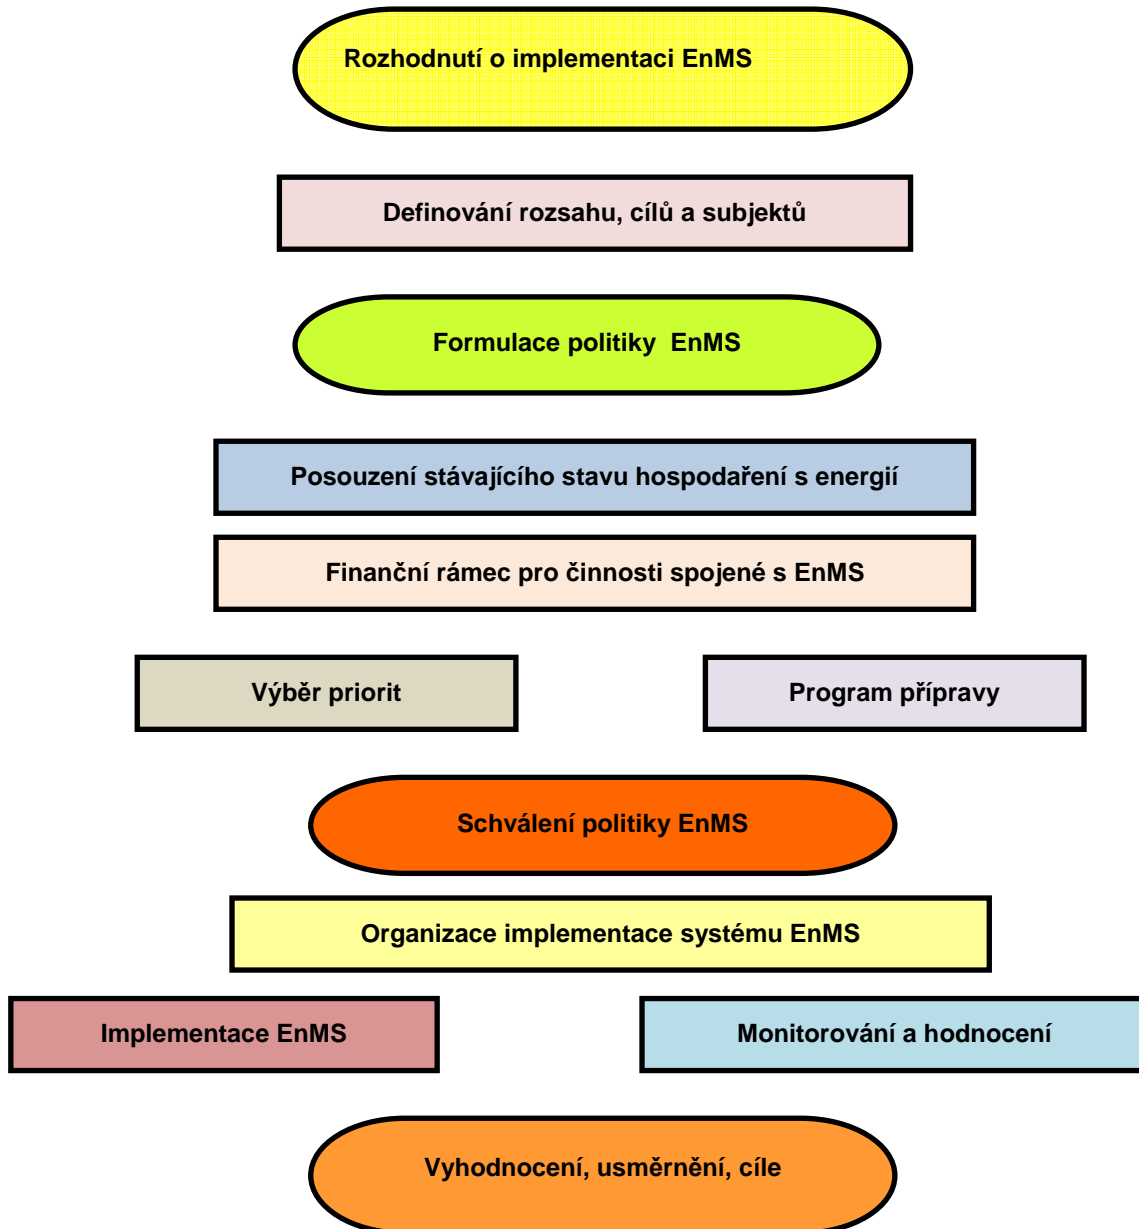 Rozhodnutí o implementaci EnMS
Definování rozsahu, cílů a subjektů
Formulace politiky EnMS
Posouzení stávajícího stavu hospodaření s energií
Finanční rámec pro činnosti spojené s EnMS
Výběr priorit
Program přípravy
Schválení politiky EnMS
Organizace implementace systému EnMS
Implementace EnMS
Monitorování a hodnocení
Vyhodnocení, usměrnění, cíle